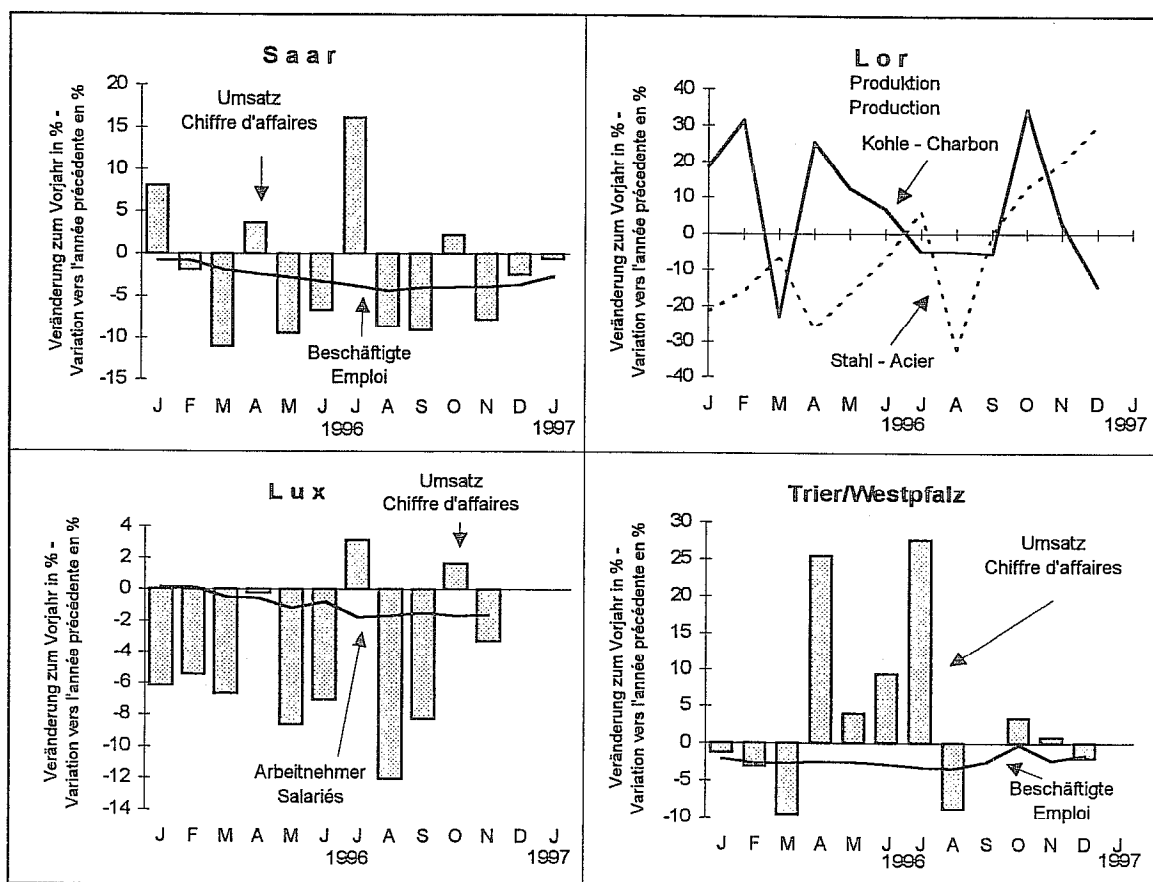 Saar
Veränderung zum Vorjahr in % -
Variation vers l'année précédente en %
20
15
10
5
0
-5
-10
-15
Umsatz
Chiffre d'affaires
Beschäftigte
Emploi
J F M A M J J A S O N D J
1996 1997
Lor
Produktion
Production
Veränderung zum Vorjahr in % -
Variation vers l'année précédente en %
40
30
20
10
0
-10
-20
-30
-40
Kohle - Charbon
Stahl - Acier
J F M A M J J A S O N D J
1996 1997
Lux
Veränderung zum Vorjahr in % -
Variation vers l'année précédente en %
4
2
0
-2
-4
-6
-8
-10
-12
-14
Umsatz
Chiffre d'affaires
Arbeitnehmer
Salariés
J F M A M J J A S O N D J
1996 1997
Trier/Westpfalz
Veränderung zum Vorjahr in % -
Variation vers l'année précédente en %
30
25
20
15
10
5
0
-5
-10
Umsatz
Chiffre d'affaires
Beschäftigte
Emploi
J F M A M J J A S O N D J
1996 1997